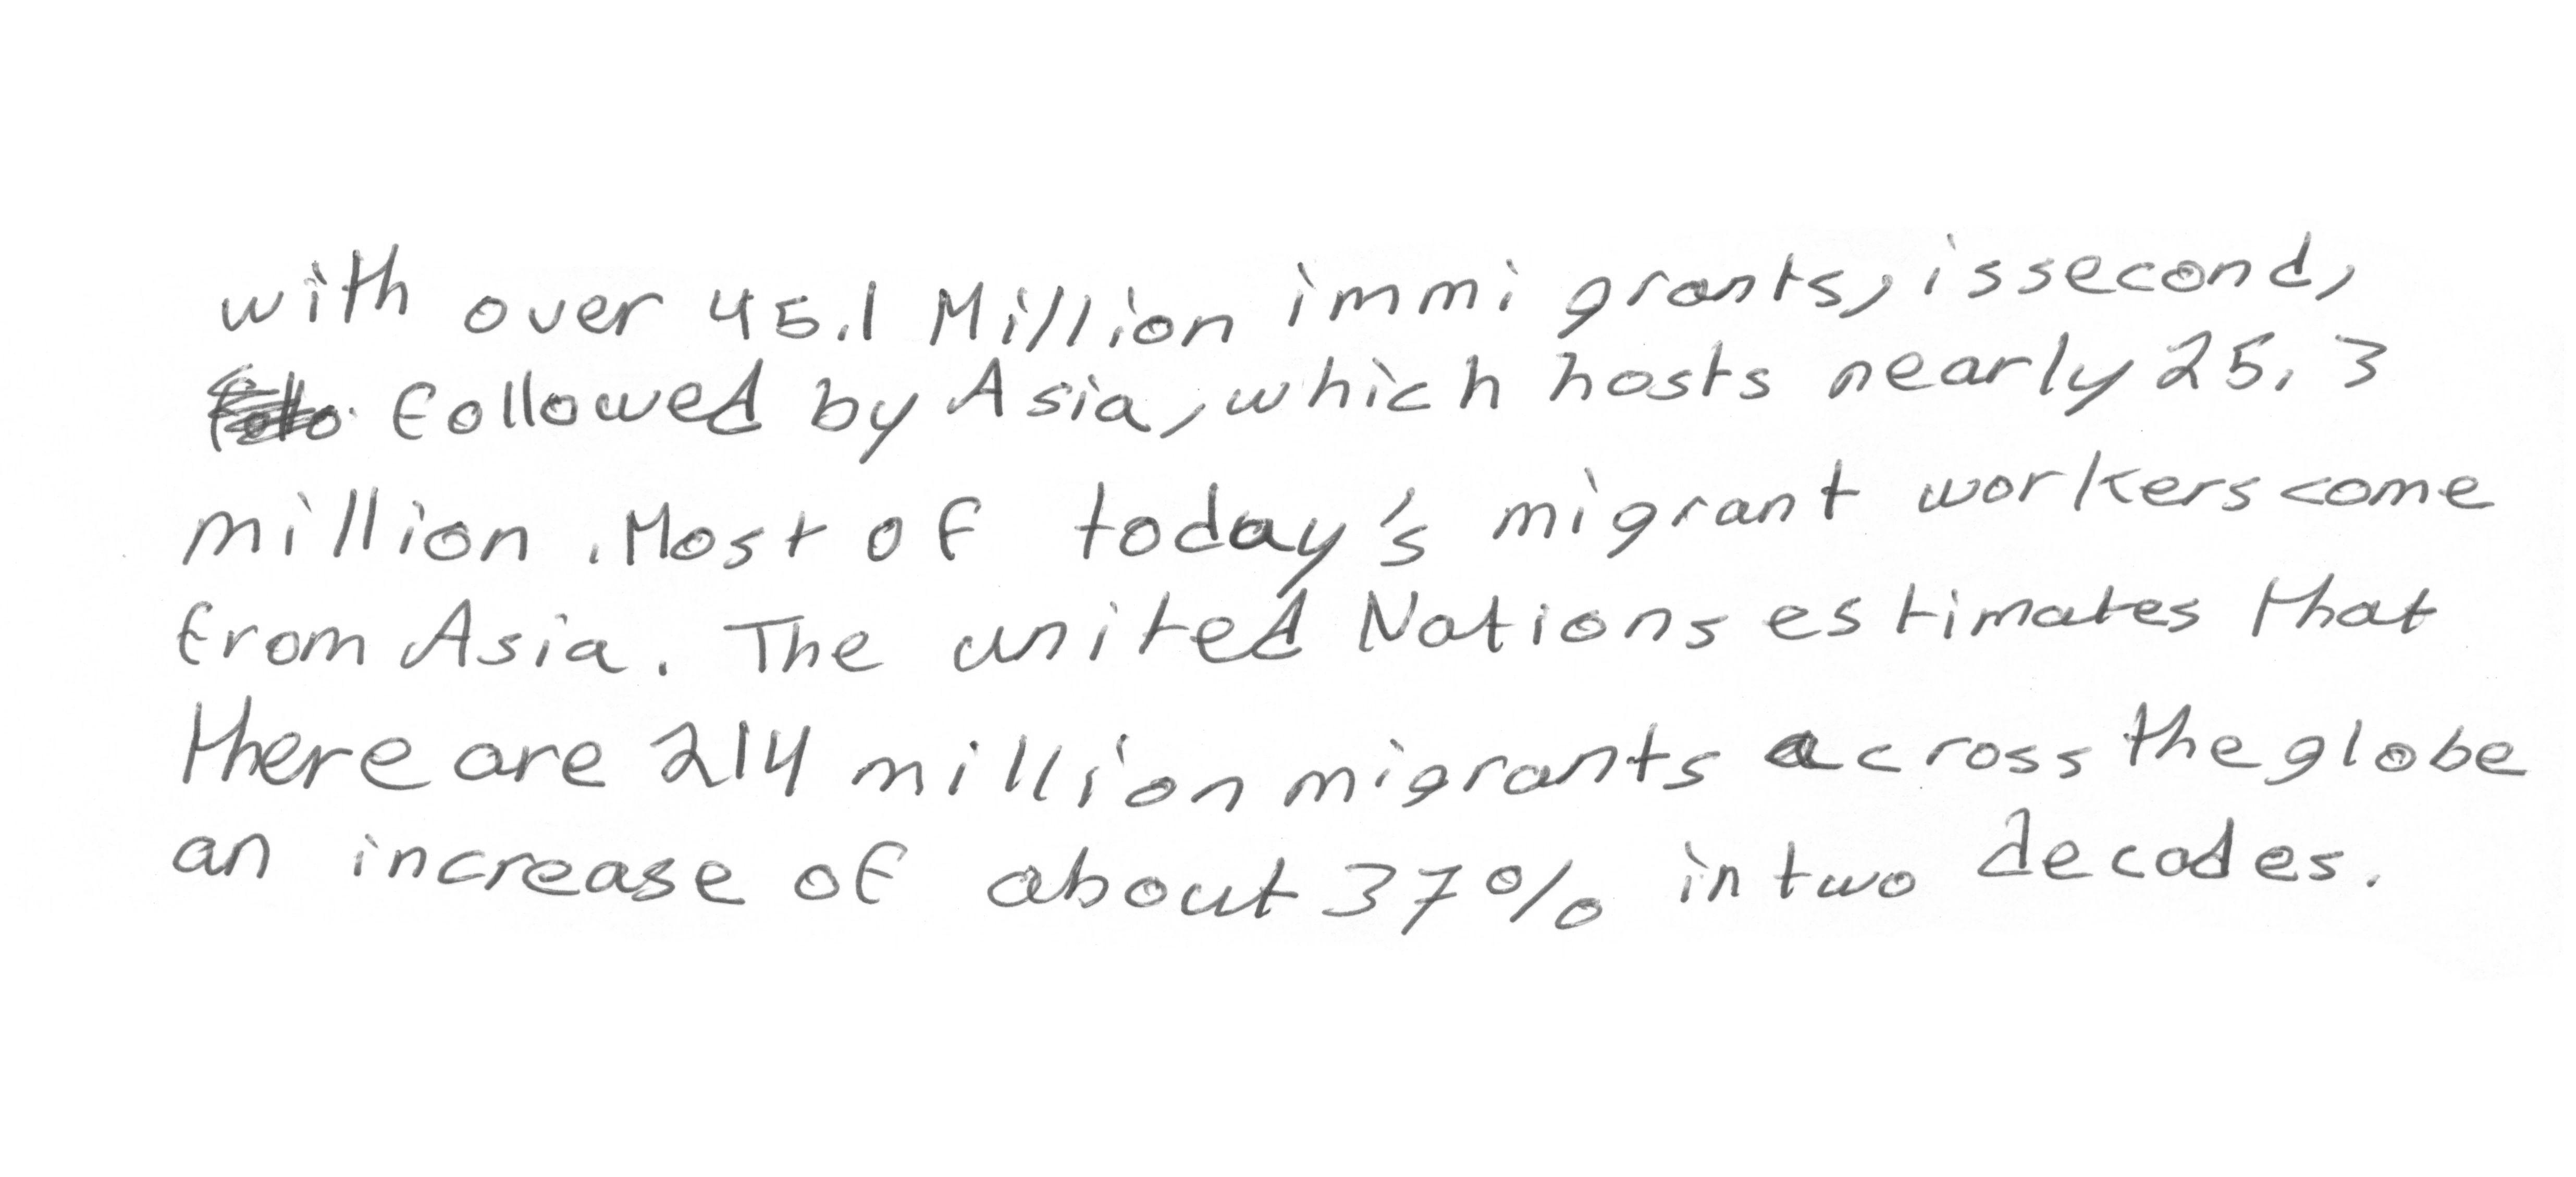 with over 45.1 Million immigrants, is second,
followed by Asia, which hosts nearly 25.3
million. Most of today's migrant workers come
from Asia. The united Nations estimates that
there are 214 million migrants across the globe
an increase of about 37% in two decades.